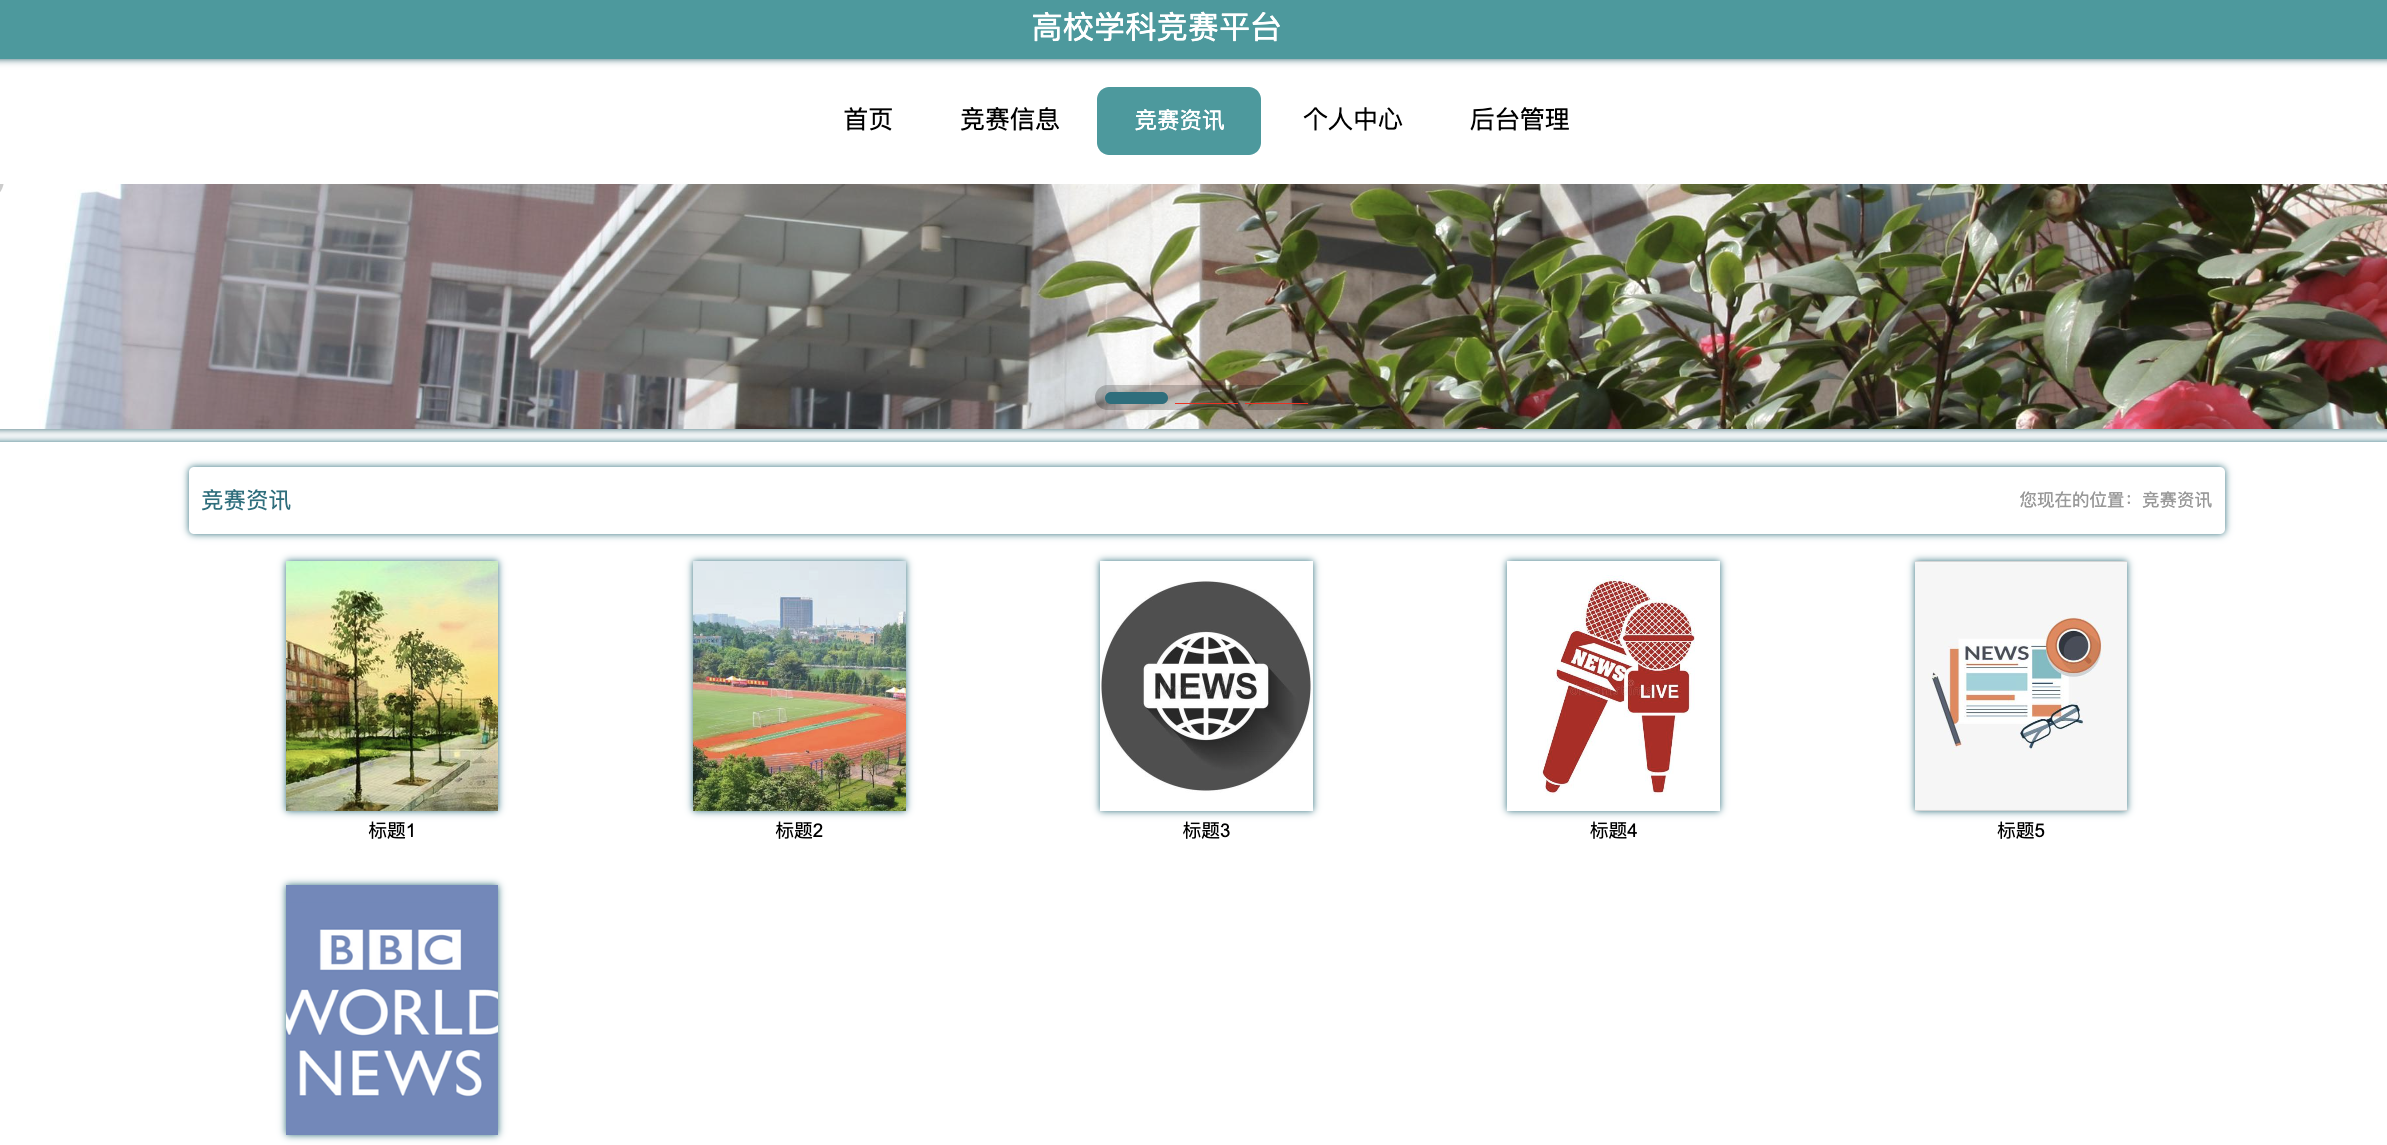 高校学科竞赛平台
首页 竞赛信息 竞赛资讯 个人中心 后台管理
竞赛资讯 您现在的位置：竞赛资讯
NEWS
NEWS
LIVE
NEWS
标题1 标题2 标题3 标题4 标题5
BBC
WORLD
NEWS